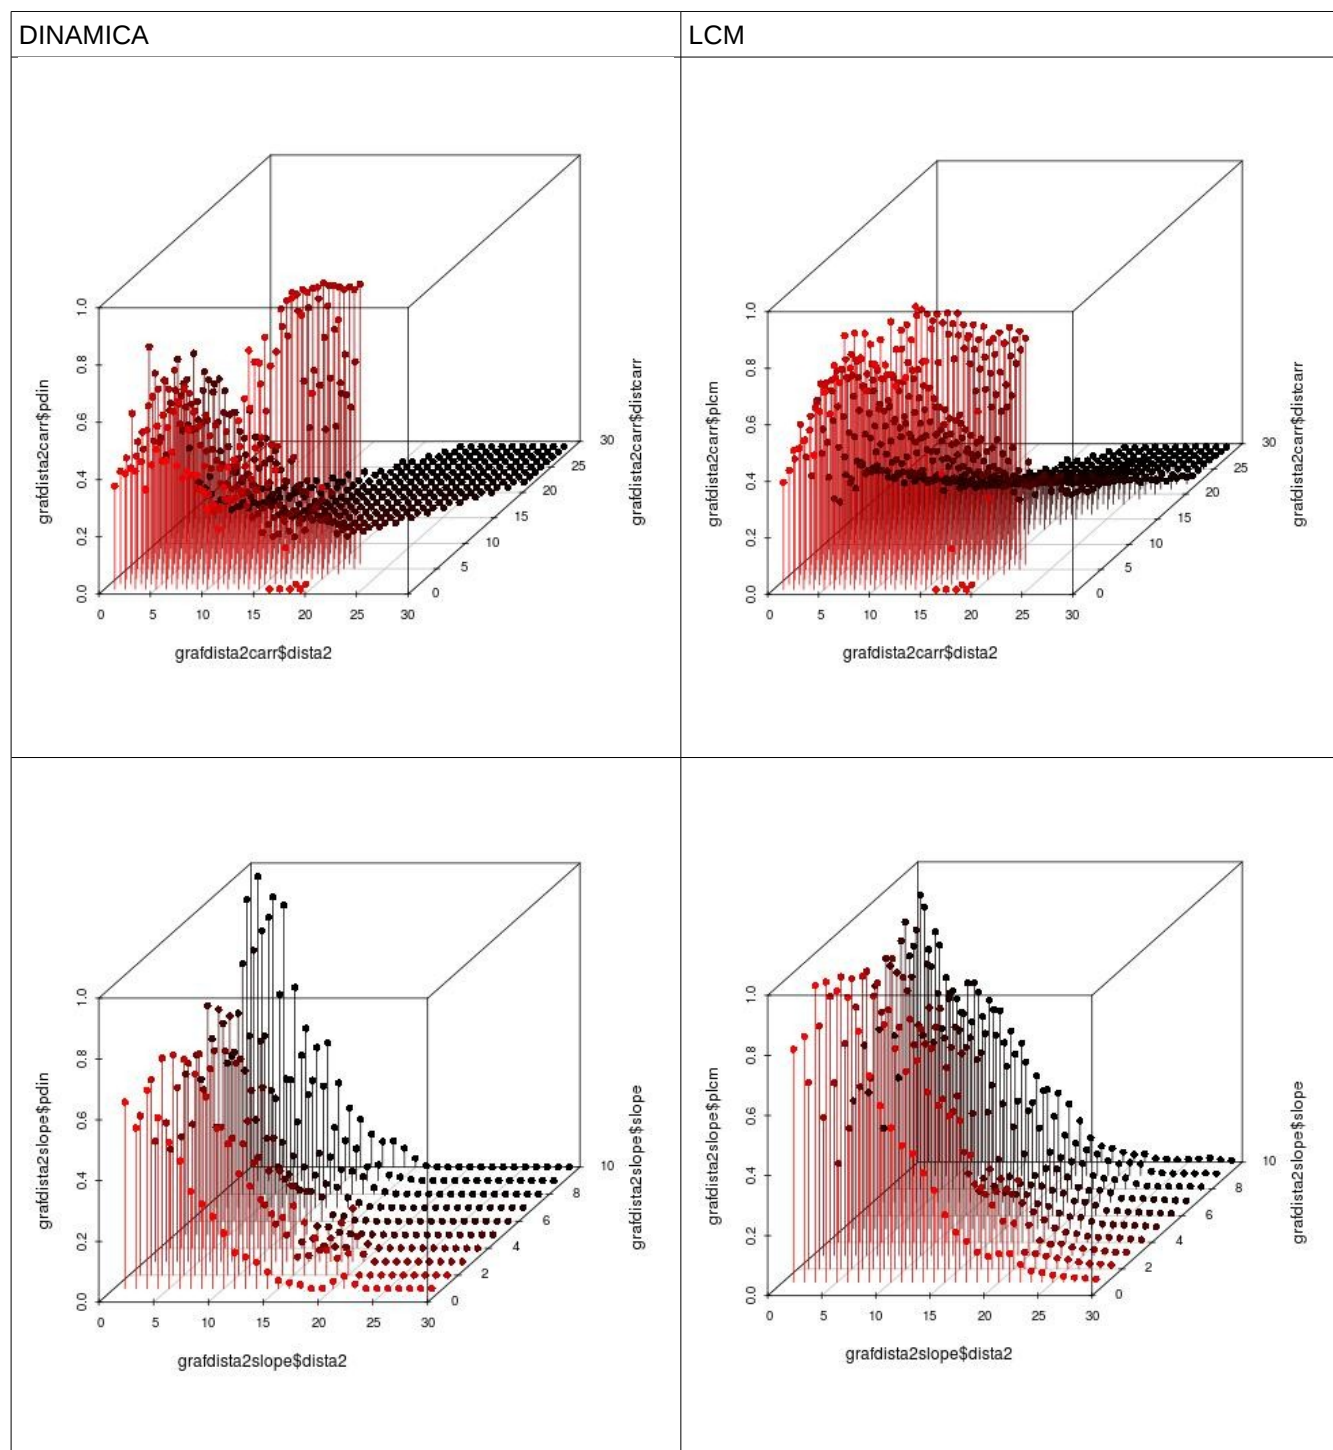 DINAMICA
LCM
1.0
0.8
0.6
0.4
0.2
0.0
grafdista2carr$pdin
0 5 10 15 20 25 30
grafdista2carr$dista2
0
5
10
15
20
25
30
grafdista2carr$distcarr
1.0
0.8
0.6
0.4
0.2
0.0
grafdista2carr$plcm
0 5 10 15 20 25 30
grafdista2carr$dista2
0
5
10
15
20
25
30
grafdista2carr$distcarr
1.0
0.8
0.6
0.4
0.2
0.0
grafdista2slope$pdin
0 5 10 15 20 25 30
grafdista2slope$dista2
0
2
4
6
8
10
grafdista2slope$slope
1.0
0.8
0.6
0.4
0.2
0.0
grafdista2slope$plcm
0 5 10 15 20 25 30
grafdista2slope$dista2
0
2
4
6
8
10
grafdista2slope$slope